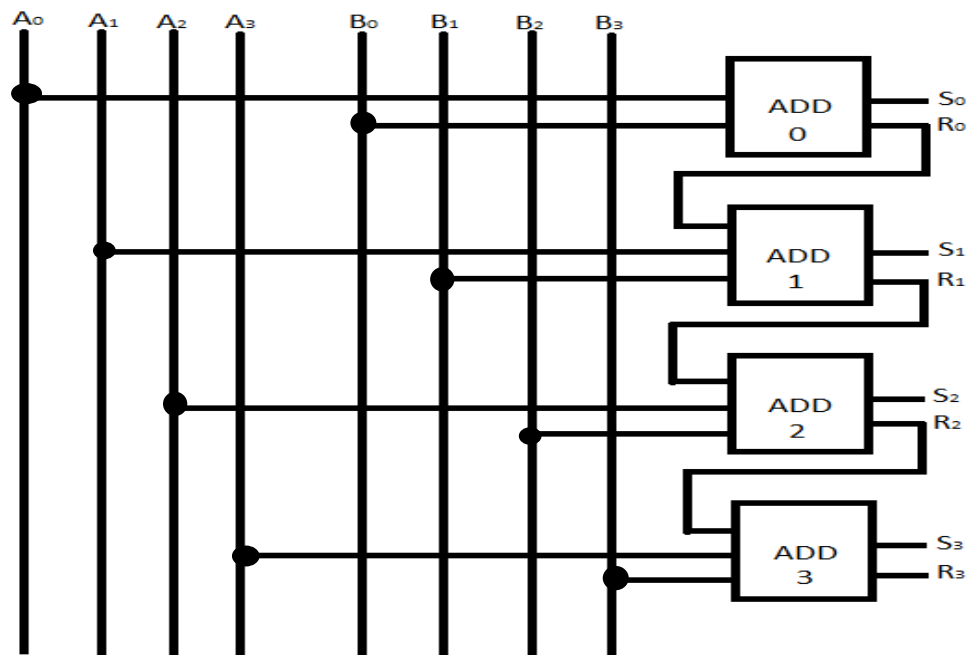 A₀ A₁ A₂ A₃ B₀ B₁ B₂ B₃
ADD
0
S₀
R₀
ADD
1
S₁
R₁
ADD
2
S₂
R₂
ADD
3
S₃
R₃